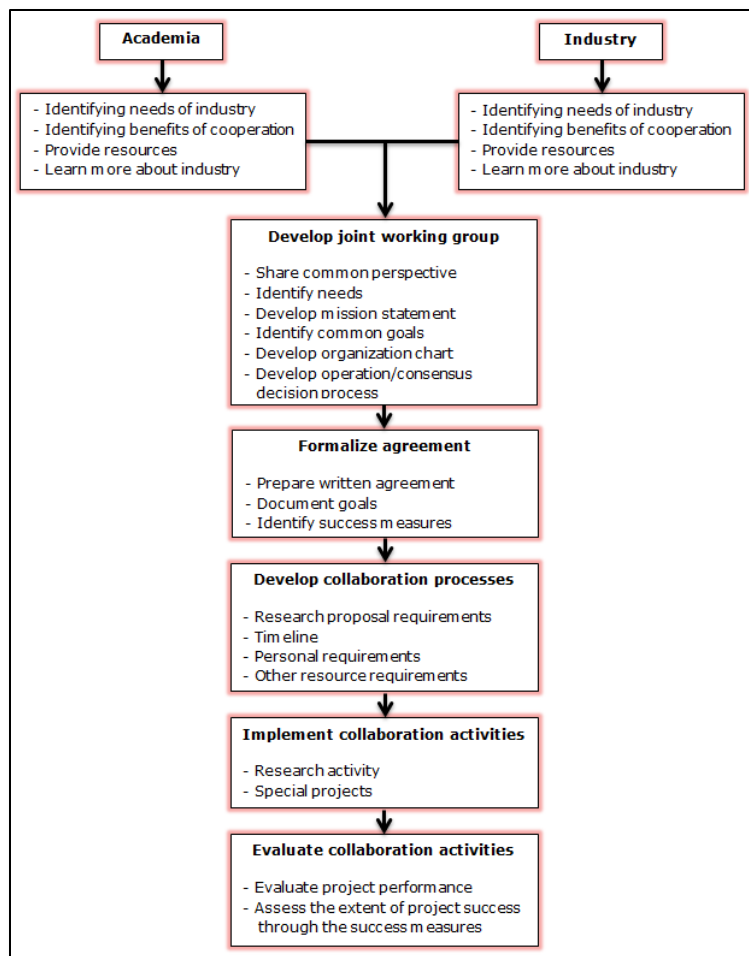 Academia
Industry
- Identifying needs of industry
- Identifying benefits of cooperation
- Provide resources
- Learn more about industry
- Identifying needs of industry
- Identifying benefits of cooperation
- Provide resources
- Learn more about industry
Develop joint working group
- Share common perspective
- Identify needs
- Develop mission statement
- Identify common goals
- Develop organization chart
- Develop operation/consensus
decision process
Formalize agreement
- Prepare written agreement
- Document goals
- Identify success measures
Develop collaboration processes
- Research proposal requirements
- Timeline
- Personal requirements
- Other resource requirements
Implement collaboration activities
- Research activity
- Special projects
Evaluate collaboration activities
- Evaluate project performance
- Assess the extent of project success
through the success measures